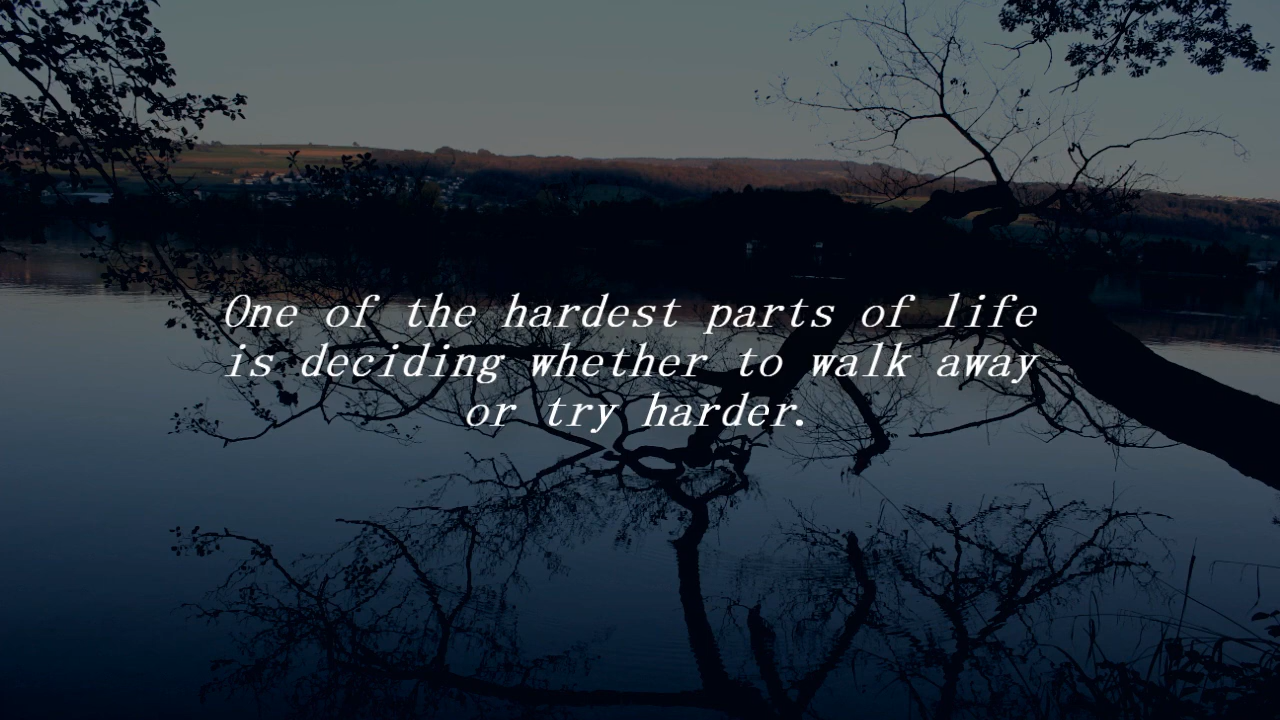 One of the hardest parts of life
is deciding whether to walk away
or try harder.